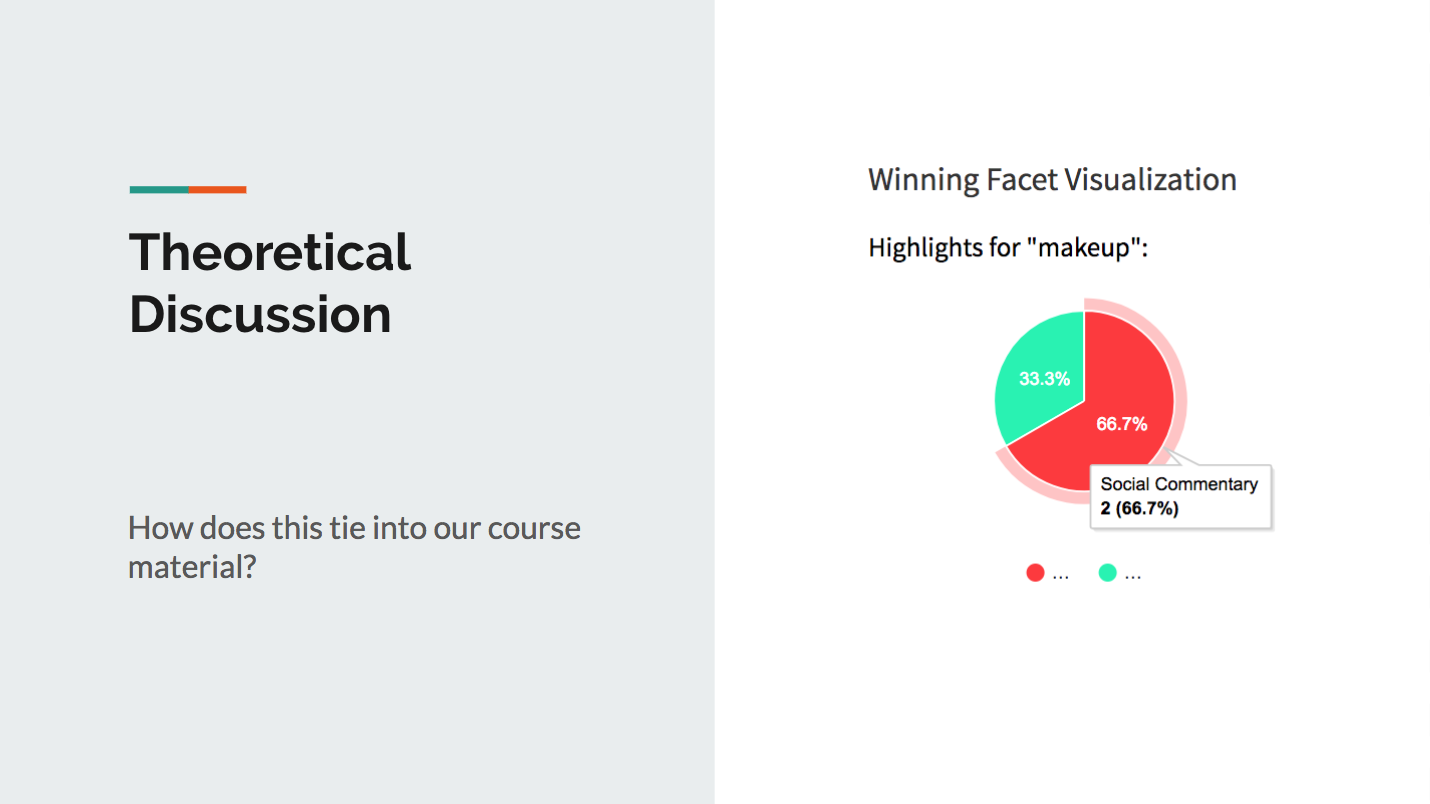 Theoretical
Discussion
How does this tie into our course
material?
Winning Facet Visualization
Highlights for "makeup":
33.3%
66.7%
Social Commentary
2 (66.7%)
... ...